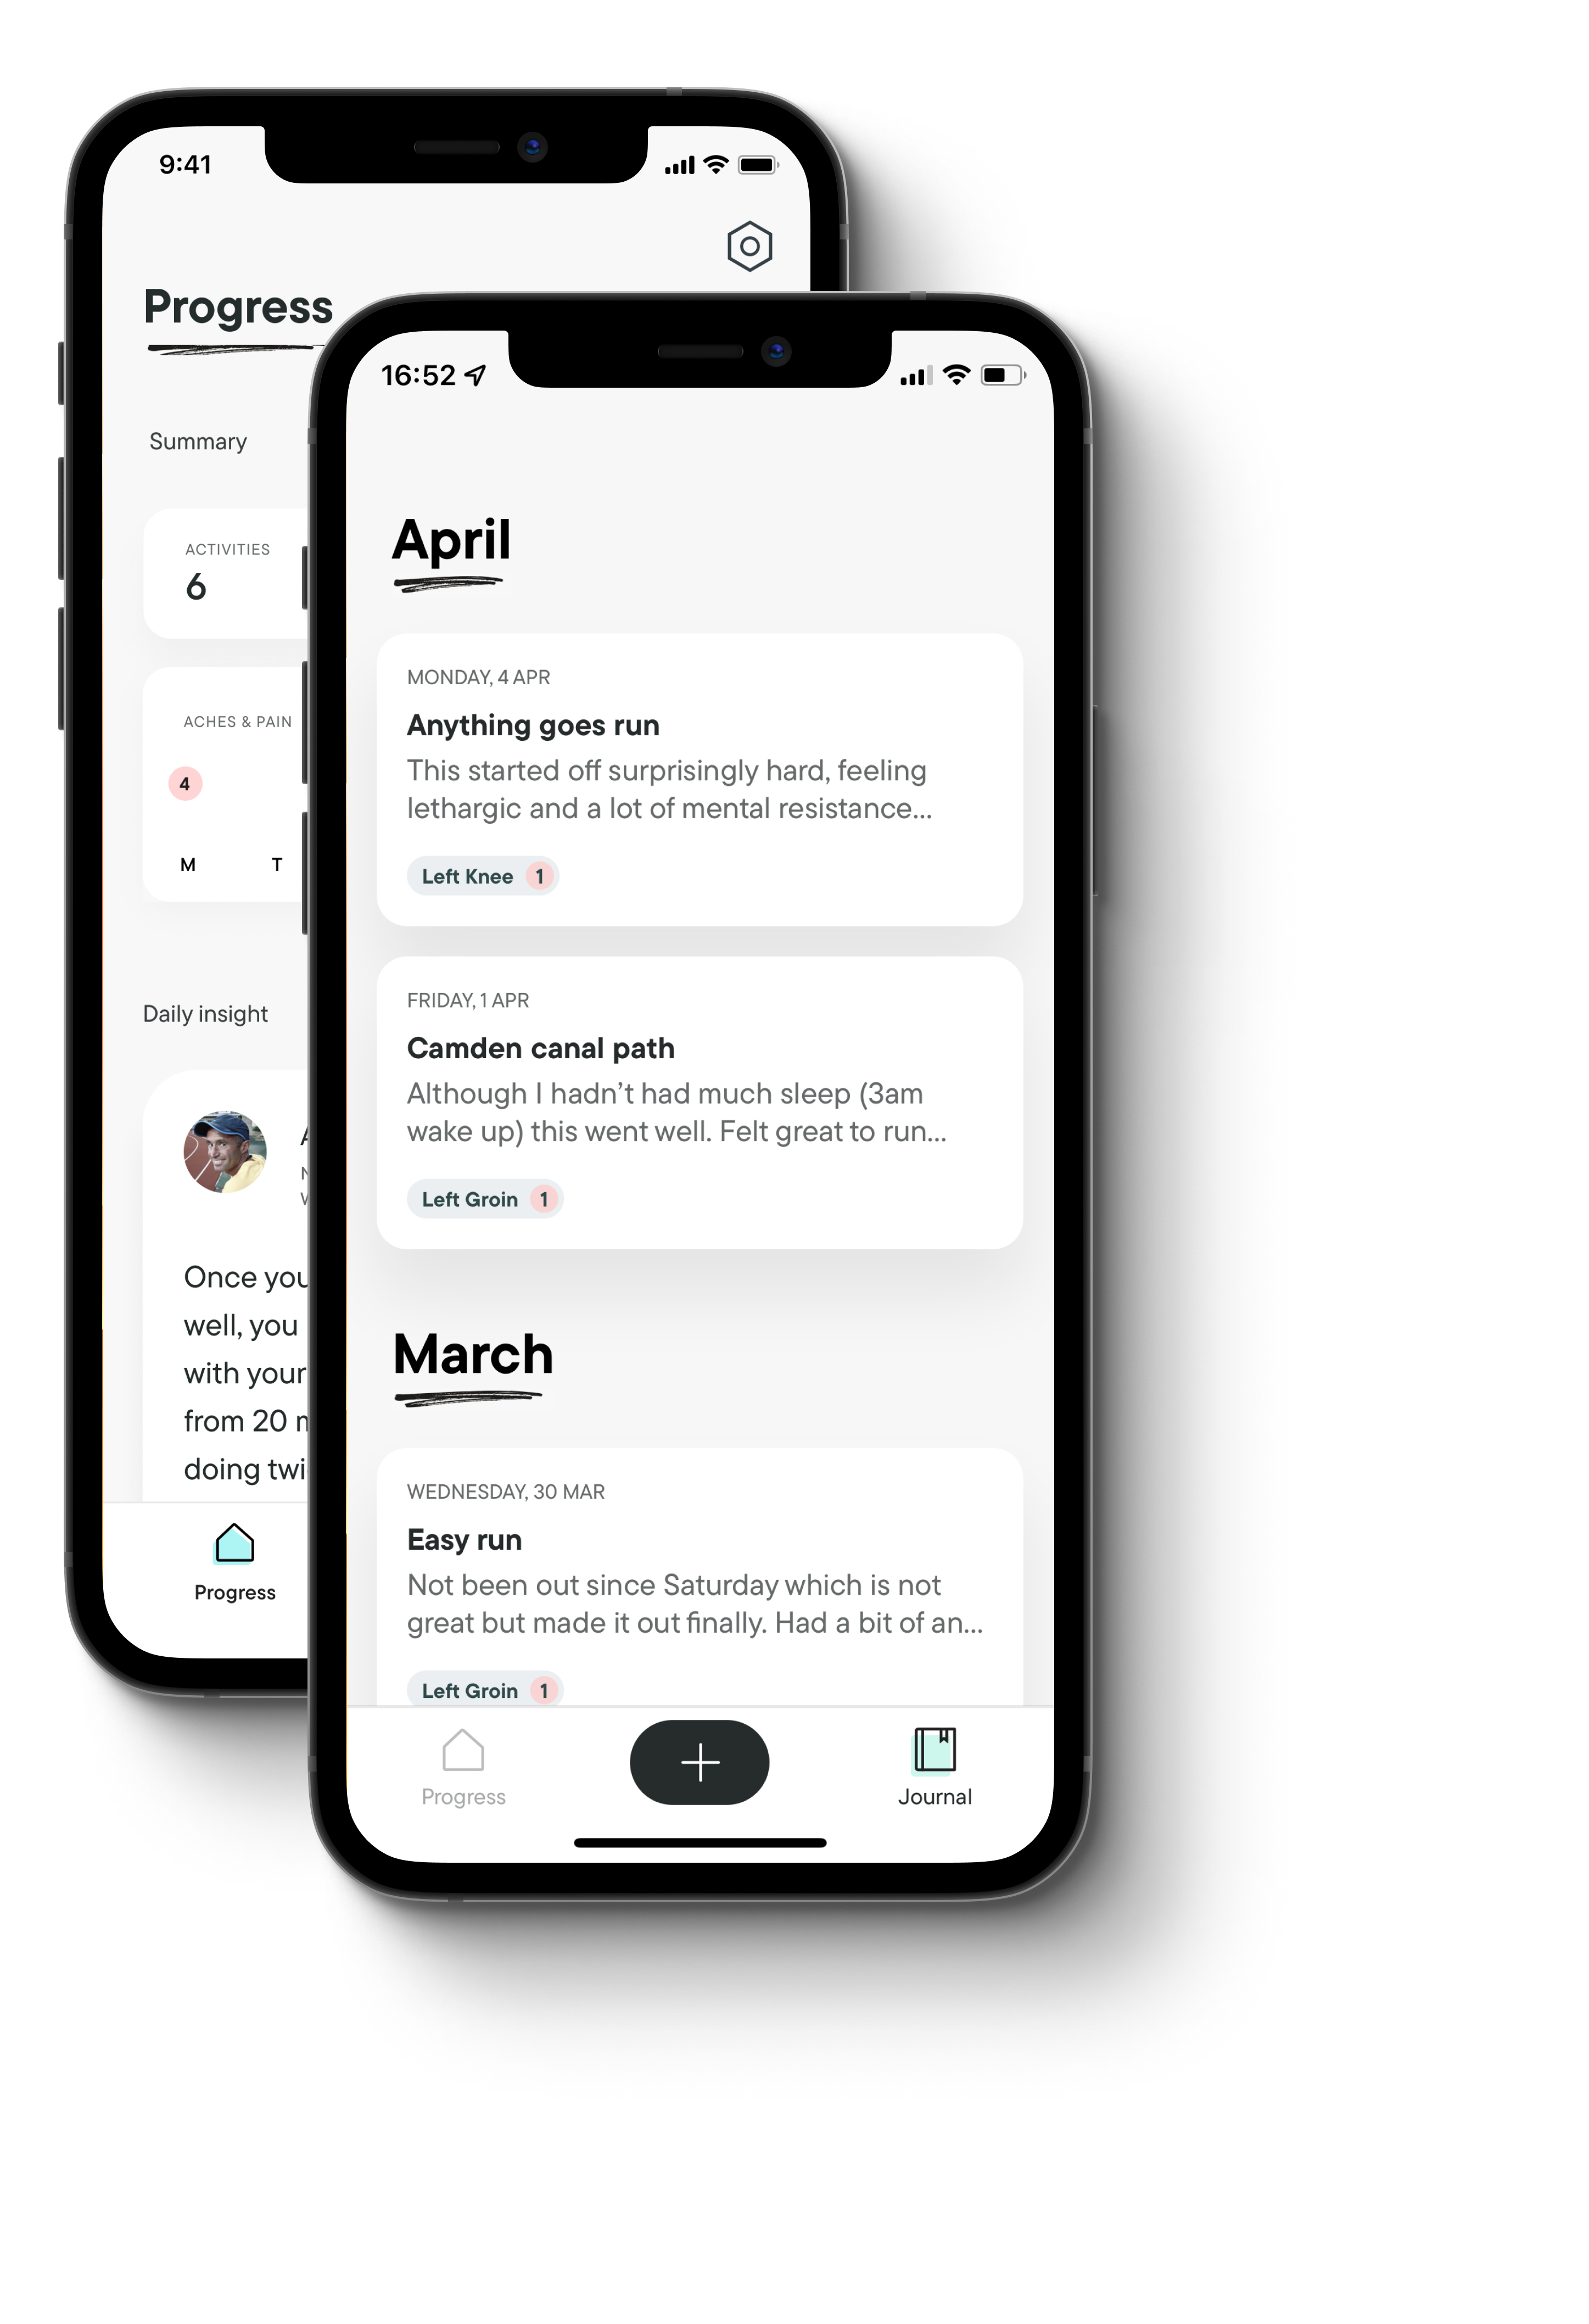 9:41
Progress
Summary
ACTIVITIES
6
ACHES & PAIN
4
M T
Daily insight
Once you
well, you
with your
from 20
doing
Progress
16:52
April
MONDAY, 4 APR
Anything goes run
This started off surprisingly hard, feeling
lethargic and a lot of mental resistance...
Left Knee 1
FRIDAY, 1 APR
Camden canal path
Although I hadn’t had much sleep (3am
wake up) this went well. Felt great to run...
Left Groin 1
March
WEDNESDAY, 30 MAR
Easy run
Not been out since Saturday which is not
great but made it out finally. Had a bit of an...
Left Groin 1
Progress
Journal